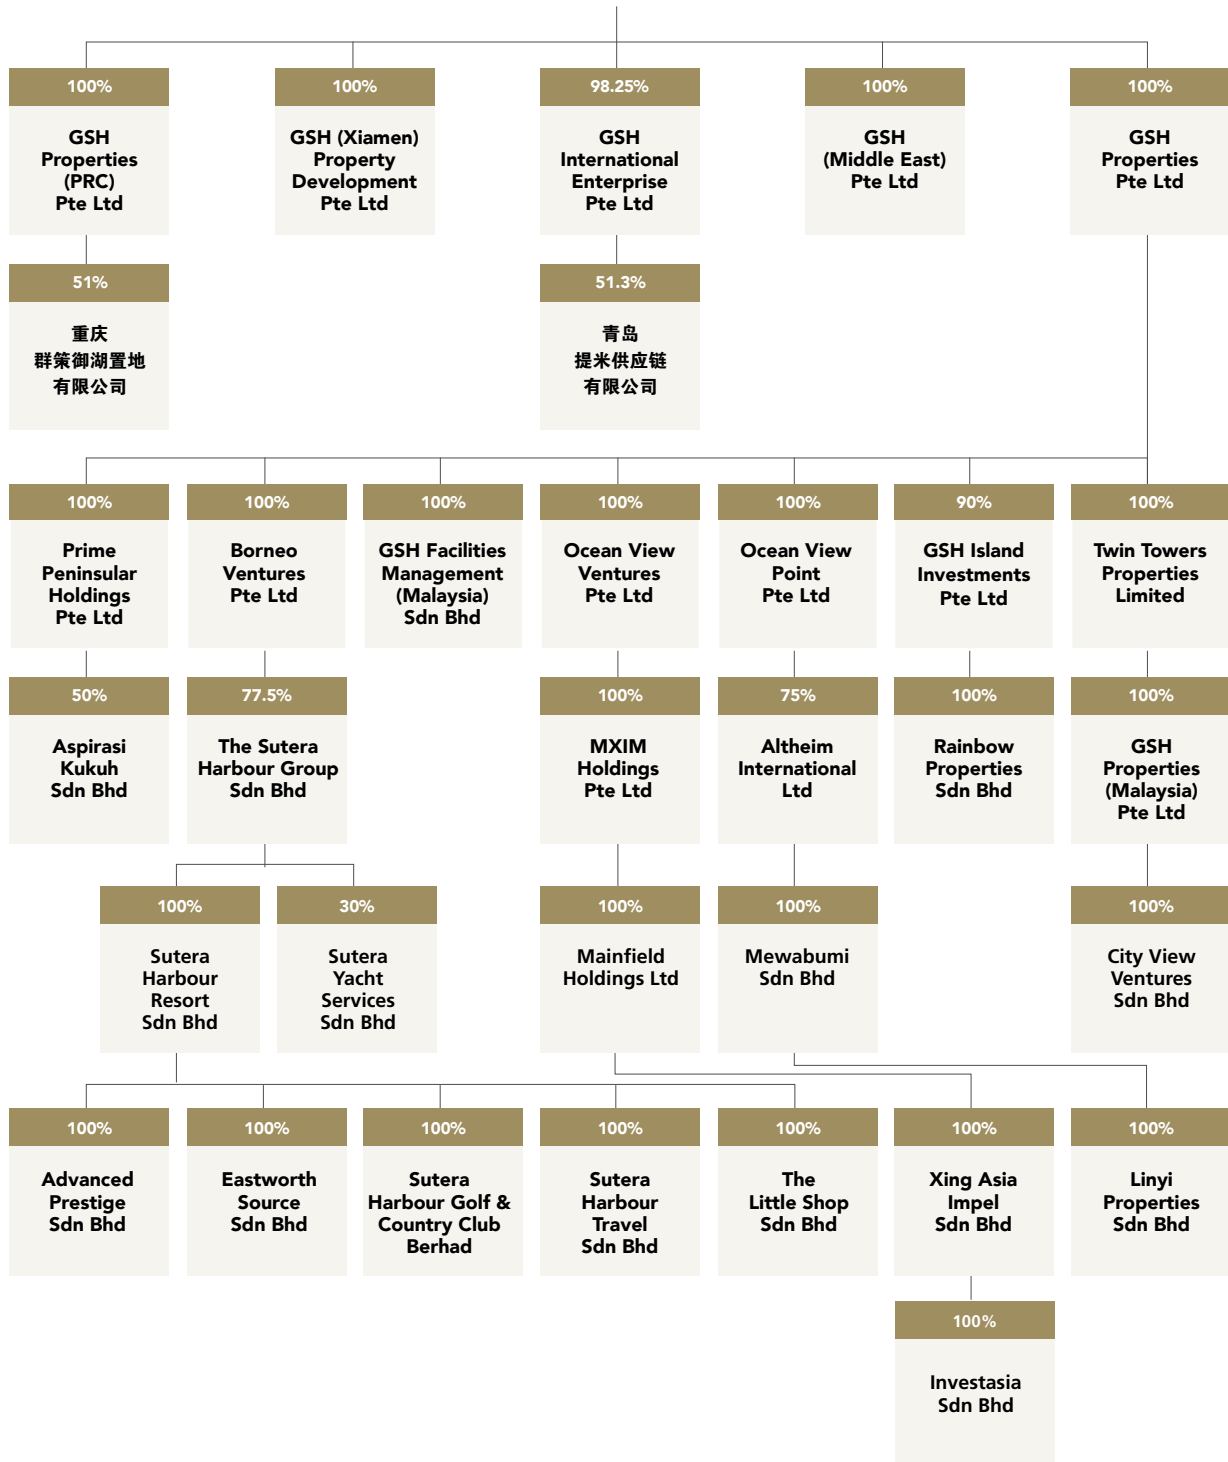 100%
GSH
Properties
(PRC)
Pte Ltd
100%
GSH (Xiamen)
Property
Development
Pte Ltd
98.25%
GSH
International
Enterprise
Pte Ltd
100%
GSH
(Middle East)
Pte Ltd
100%
GSH
Properties
Pte Ltd
51%
重庆
群策御湖置地
有限公司
51.3%
青岛
提米供应链
有限公司
100%
Prime
Peninsular
Holdings
Pte Ltd
100%
Borneo
Ventures
Pte Ltd
100%
GSH Facilities
Management
(Malaysia)
Sdn Bhd
100%
Ocean View
Ventures
Pte Ltd
100%
Ocean View
Point
Pte Ltd
90%
GSH Island
Investments
Pte Ltd
100%
Twin Towers
Properties
Limited
50%
Aspirasi
Kukuh
Sdn Bhd
77.5%
The Sutera
Harbour Group
Sdn Bhd
100%
MXIM
Holdings
Pte Ltd
75%
Altheim
International
Ltd
100%
Rainbow
Properties
Sdn Bhd
100%
GSH
Properties
(Malaysia)
Pte Ltd
100%
Sutera
Harbour
Resort
Sdn Bhd
30%
Sutera
Yacht
Services
Sdn Bhd
100%
Mainfield
Holdings Ltd
100%
Mewabumi
Sdn Bhd
100%
City View
Ventures
Sdn Bhd
100%
Advanced
Prestige
Sdn Bhd
100%
Eastworth
Source
Sdn Bhd
100%
Sutera
Harbour Golf &
Country Club
Berhad
100%
Sutera
Harbour
Travel
Sdn Bhd
100%
The
Little Shop
Sdn Bhd
100%
Xing Asia
Impel
Sdn Bhd
100%
Linyi
Properties
Sdn Bhd
100%
Investasia
Sdn Bhd